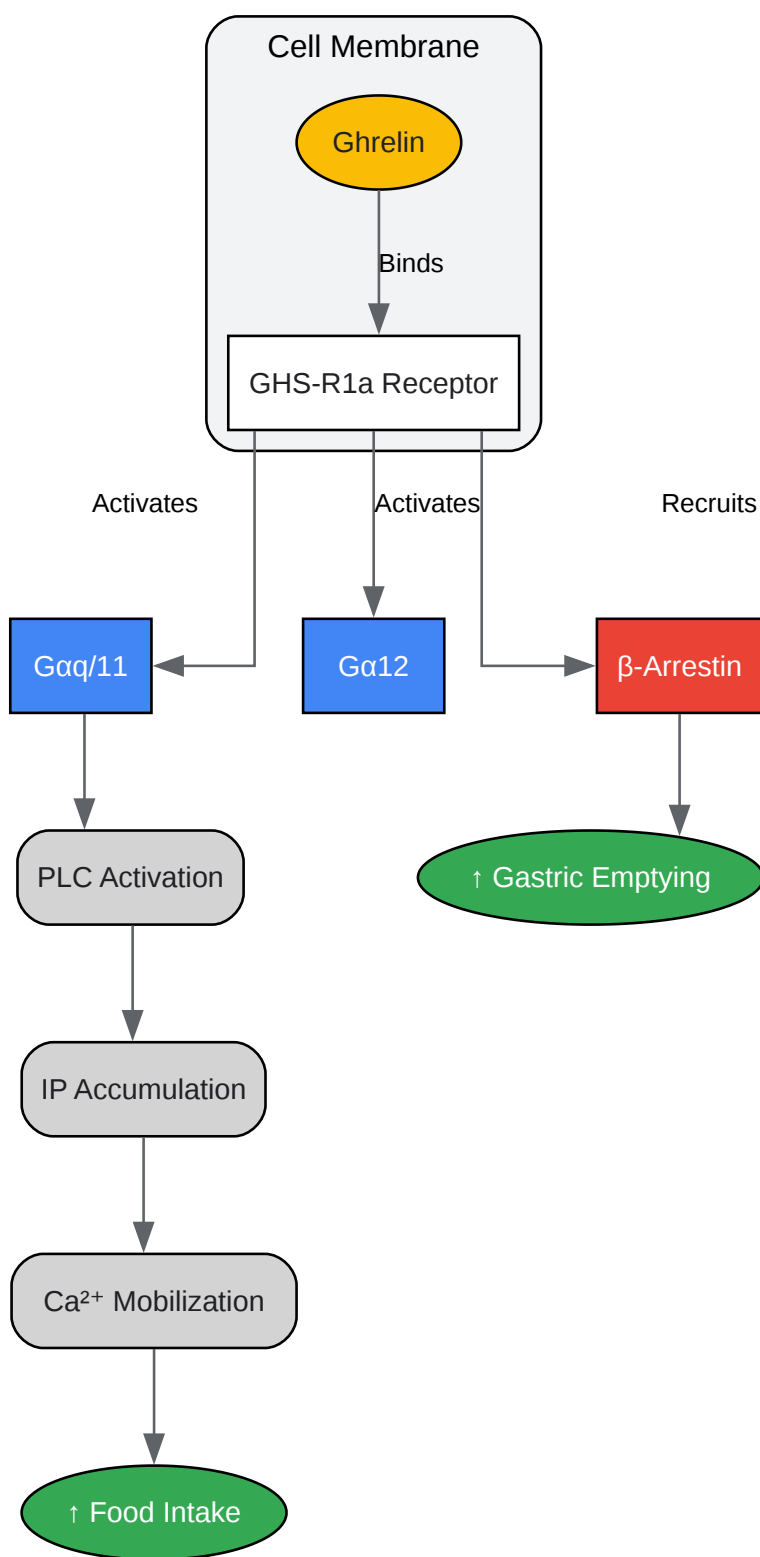 Cell Membrane
Ghrelin
Binds
GHS-R1a Receptor
Activates
Activates
Recruits
Gαq/11
Gα12
β-Arrestin
PLC Activation
↑ Gastric Emptying
IP Accumulation
Ca²⁺ Mobilization
↑ Food Intake